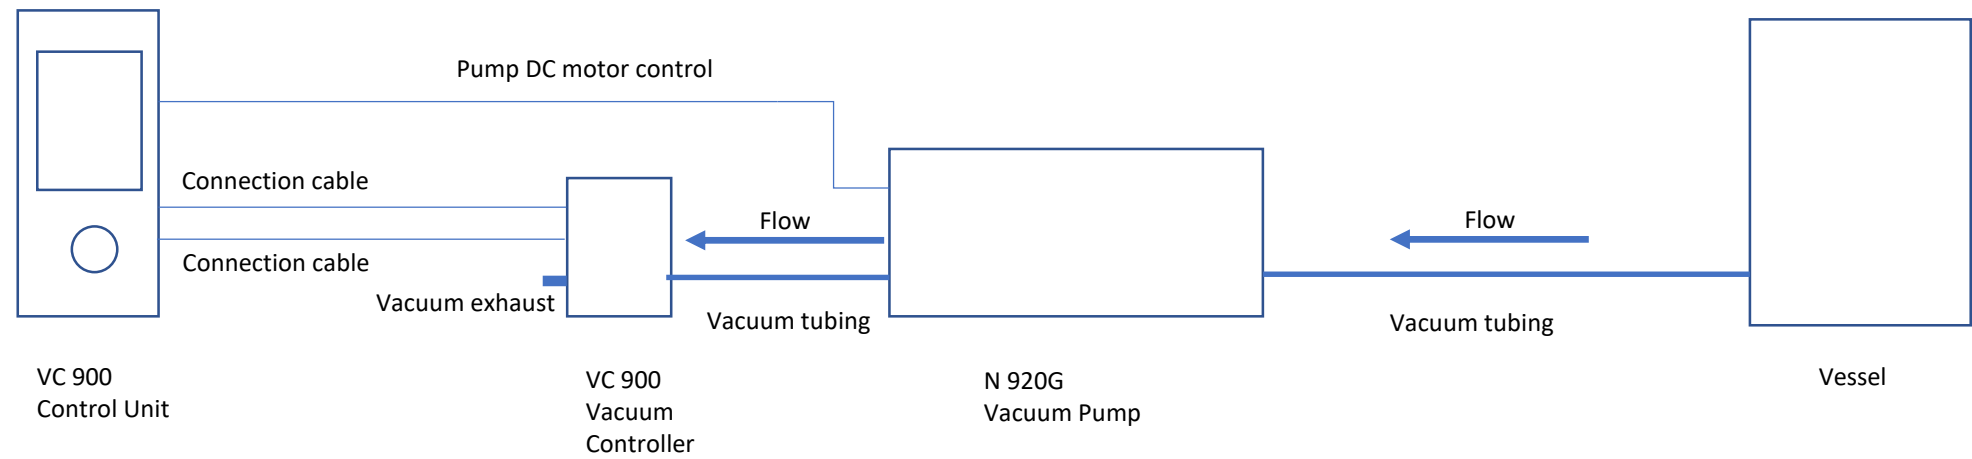 Pump DC motor control
Connection cable
Connection cable
Vacuum exhaust
Flow
Vacuum tubing
Flow
Vacuum tubing
VC 900
Control Unit
VC 900
Vacuum
Controller
N 920G
Vacuum Pump
Vessel